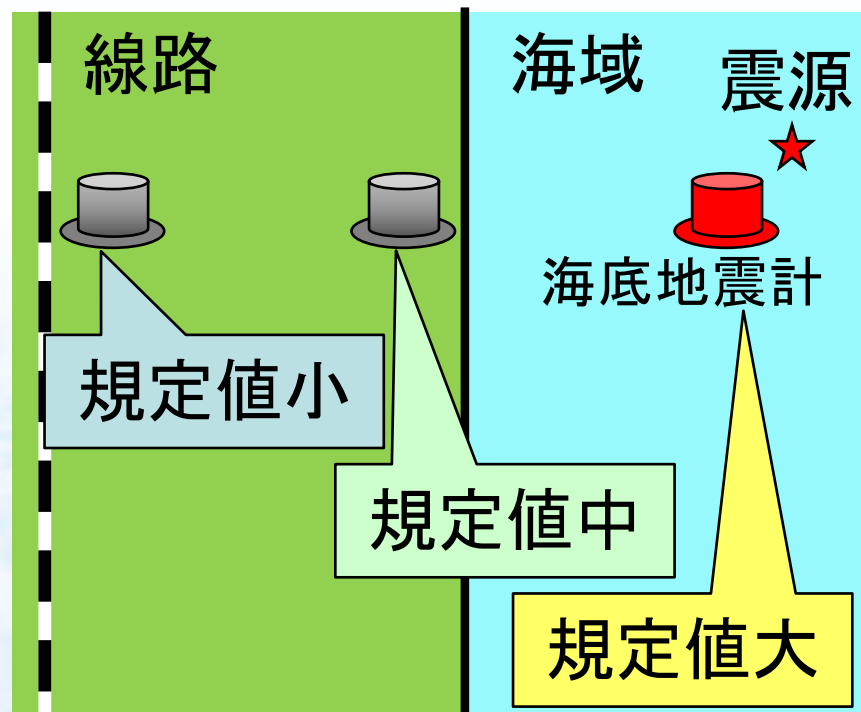 線路
海域
震源
海底地震計
規定値小
規定値中
規定値大